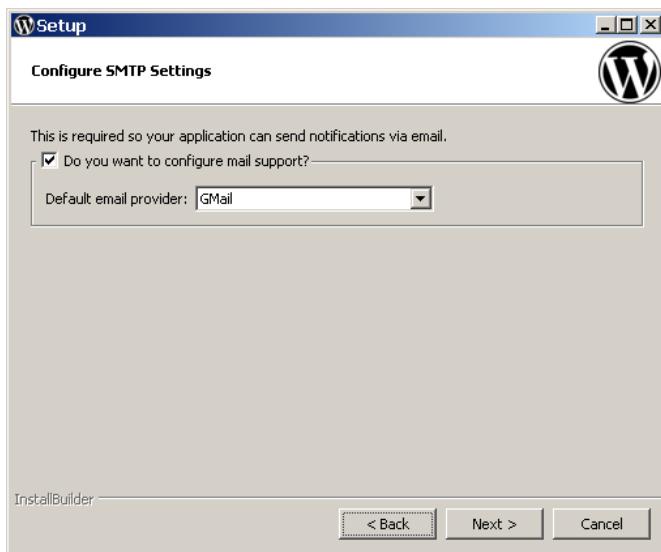 Setup
Configure SMTP Settings
This is required so your application can send notifications via email.
Do you want to configure mail support?
Default email provider: GMail
InstallBuilder
< Back Next > Cancel